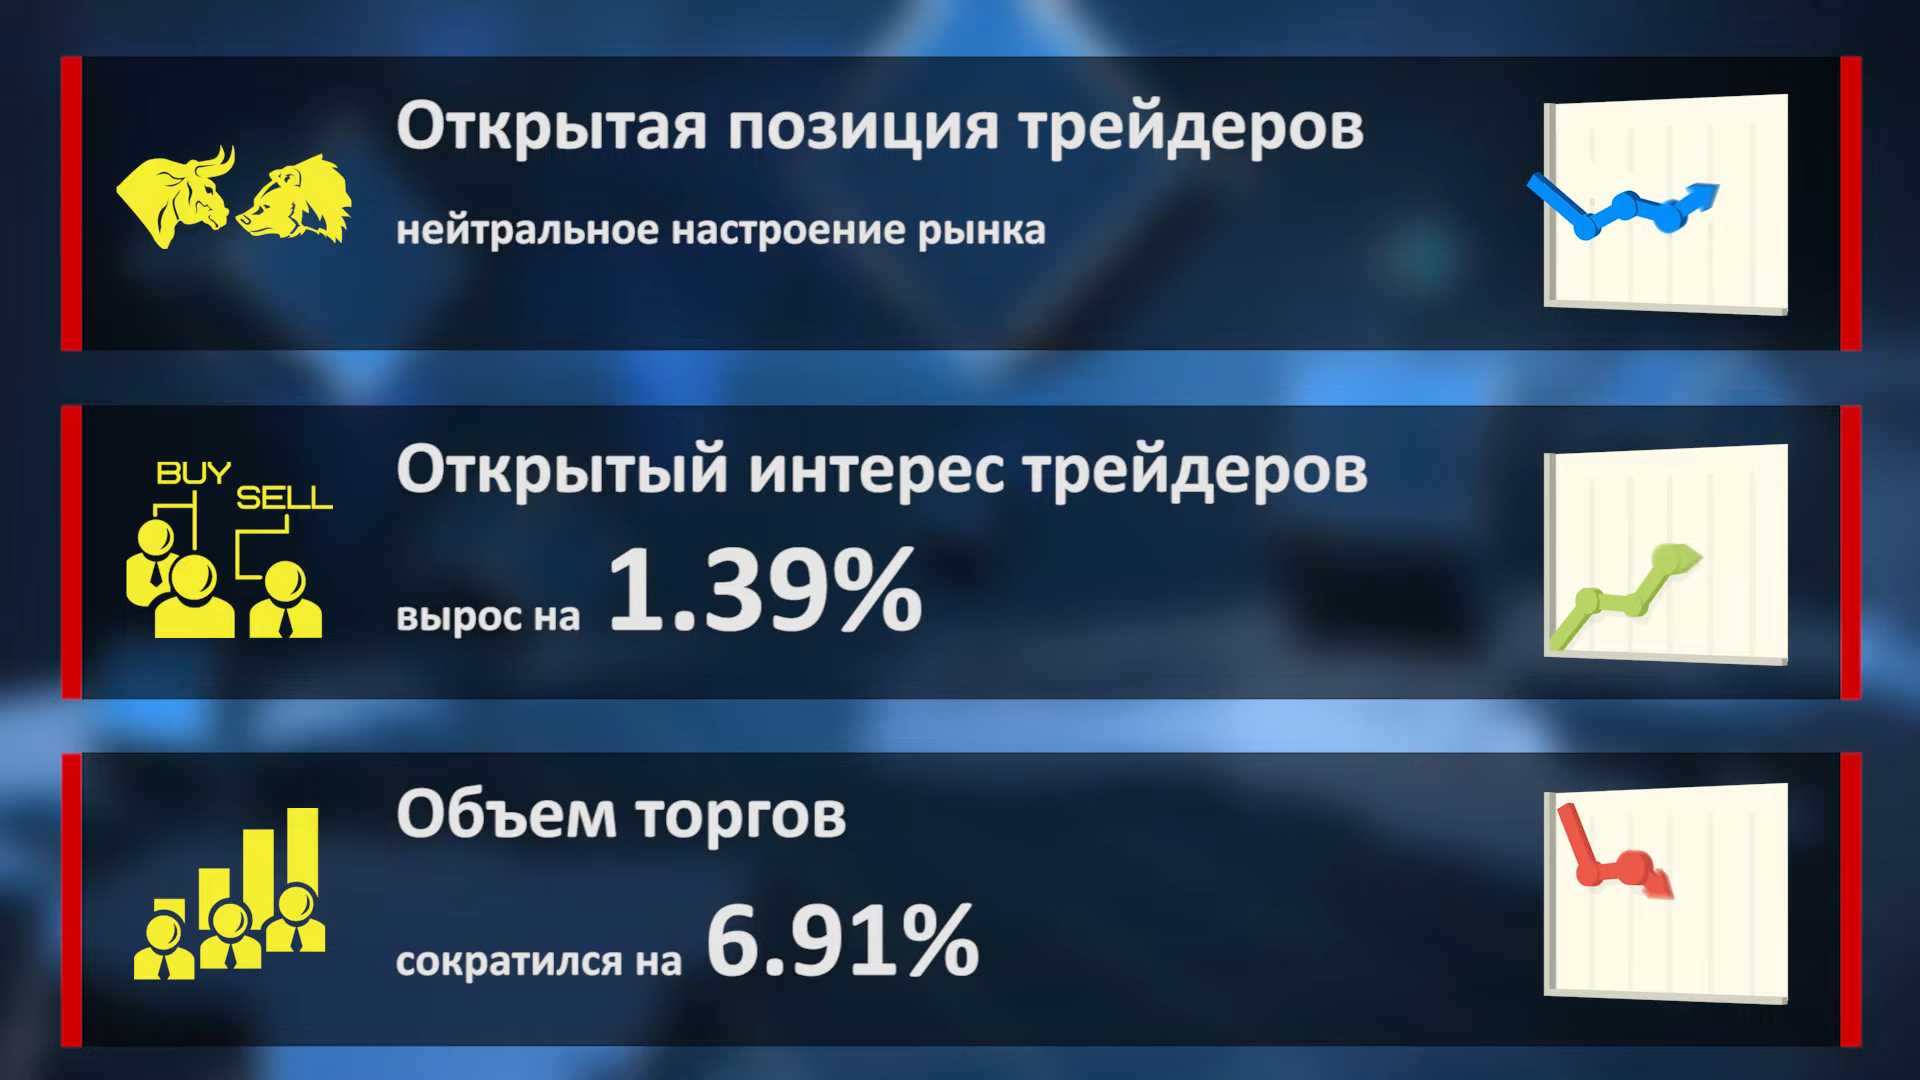 Открытая позиция трейдеров
нейтральное настроение рынка
BUY
SELL
Открытый интерес трейдеров
вырос на 1.39%
Объем торгов
сократился на 6.91%